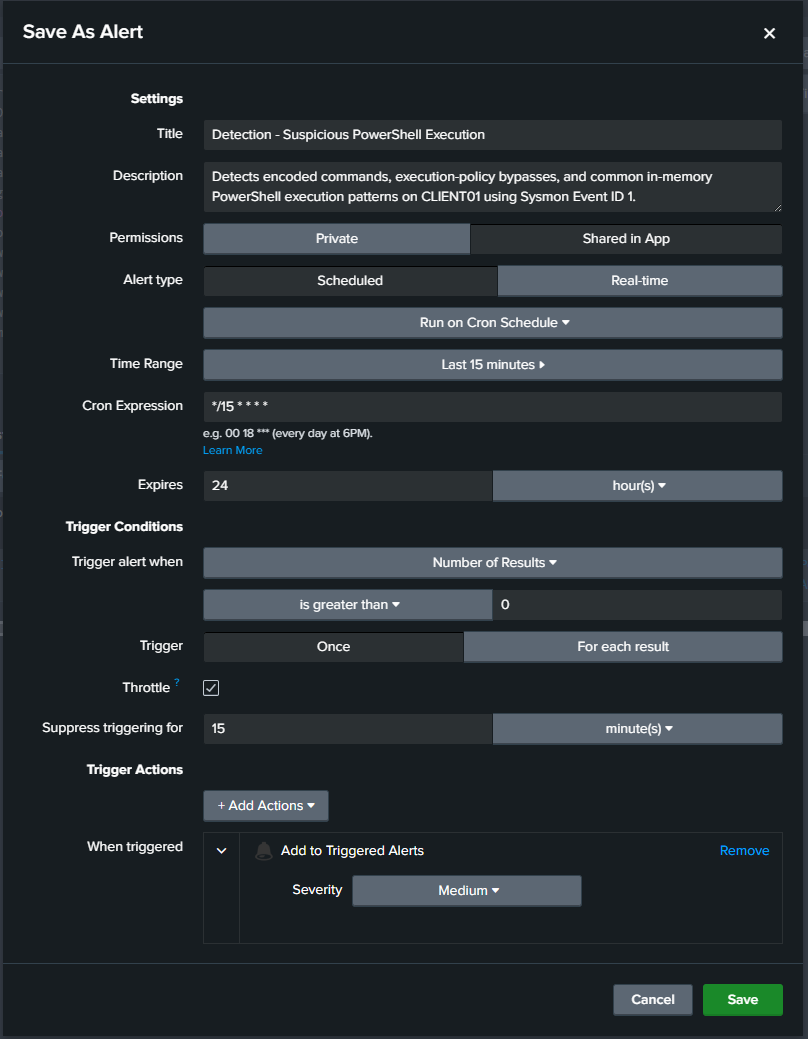 Save As Alert
Settings
Title
Detection - Suspicious PowerShell Execution
Description
Detects encoded commands, execution-policy bypasses, and common in-memory
PowerShell execution patterns on CLIENT01 using Sysmon Event ID 1.
Permissions
Private
Shared in App
Alert type
Scheduled
Real-time
Run on Cron Schedule
Time Range
Last 15 minutes
Cron Expression
*/15 * * * *
e.g. 00 18 *** (every day at 6PM).
Learn More
Expires
24
hour(s)
Trigger Conditions
Trigger alert when
Number of Results
is greater than
0
Trigger
Once
For each result
Throttle ?
Suppress triggering for
15
minute(s)
Trigger Actions
+ Add Actions
When triggered
Add to Triggered Alerts
Remove
Severity
Medium
Cancel
Save